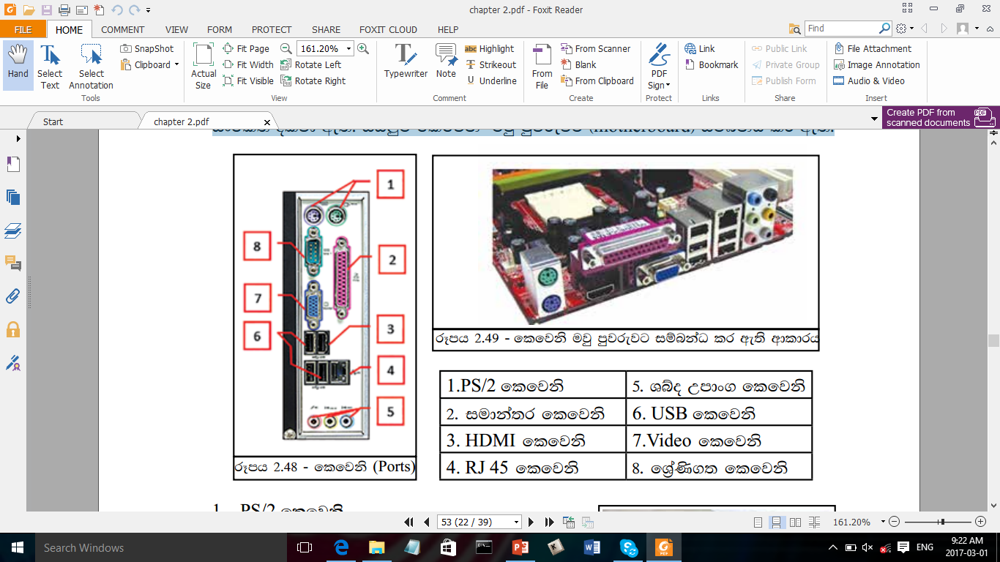 chapter 2.pdf - Foxit Reader
FILE HOME COMMENT VIEW FORM PROTECT SHARE FOXIT CLOUD HELP
Find
Hand
Select Text
Select Annotation
SnapShot
Clipboard
Tools
Actual Size
Fit Page
Fit Width
Fit Visible
161.20%
Rotate Left
Rotate Right
View
Typewriter
Note
abc Highlight
Strikeout
U Underline
Comment
From File
From Scanner
Blank
From Clipboard
Create
PDF Sign
Protect
Link
Bookmark
Links
Public Link
Private Group
Publish Form
Share
File Attachment
Image Annotation
Audio & Video
Insert
Start
chapter 2.pdf
Create PDF from scanned documents
PDF
(motherboard)
1
8
2
7
6
3
4
5
රූපය 2.48 - කෙවෙනි (Ports)
රූපය 2.49 - කෙවෙනි මවු පුවරුවට සම්බන්ධ කර ඇති ආකාරය
1.PS/2 කෙවෙනි
5. ශබ්ද උපාංග කෙවෙනි
2. සමාන්තර කෙවෙනි
6. USB කෙවෙනි
3. HDMI කෙවෙනි
7.Video කෙවෙනි
4. RJ 45 කෙවෙනි
8. ශ්‍රේණිගත කෙවෙනි
1. PS/2 කෙවෙනි
53 (22 / 39)
161.20%
Search Windows
ENG
9:22 AM
2017-03-01